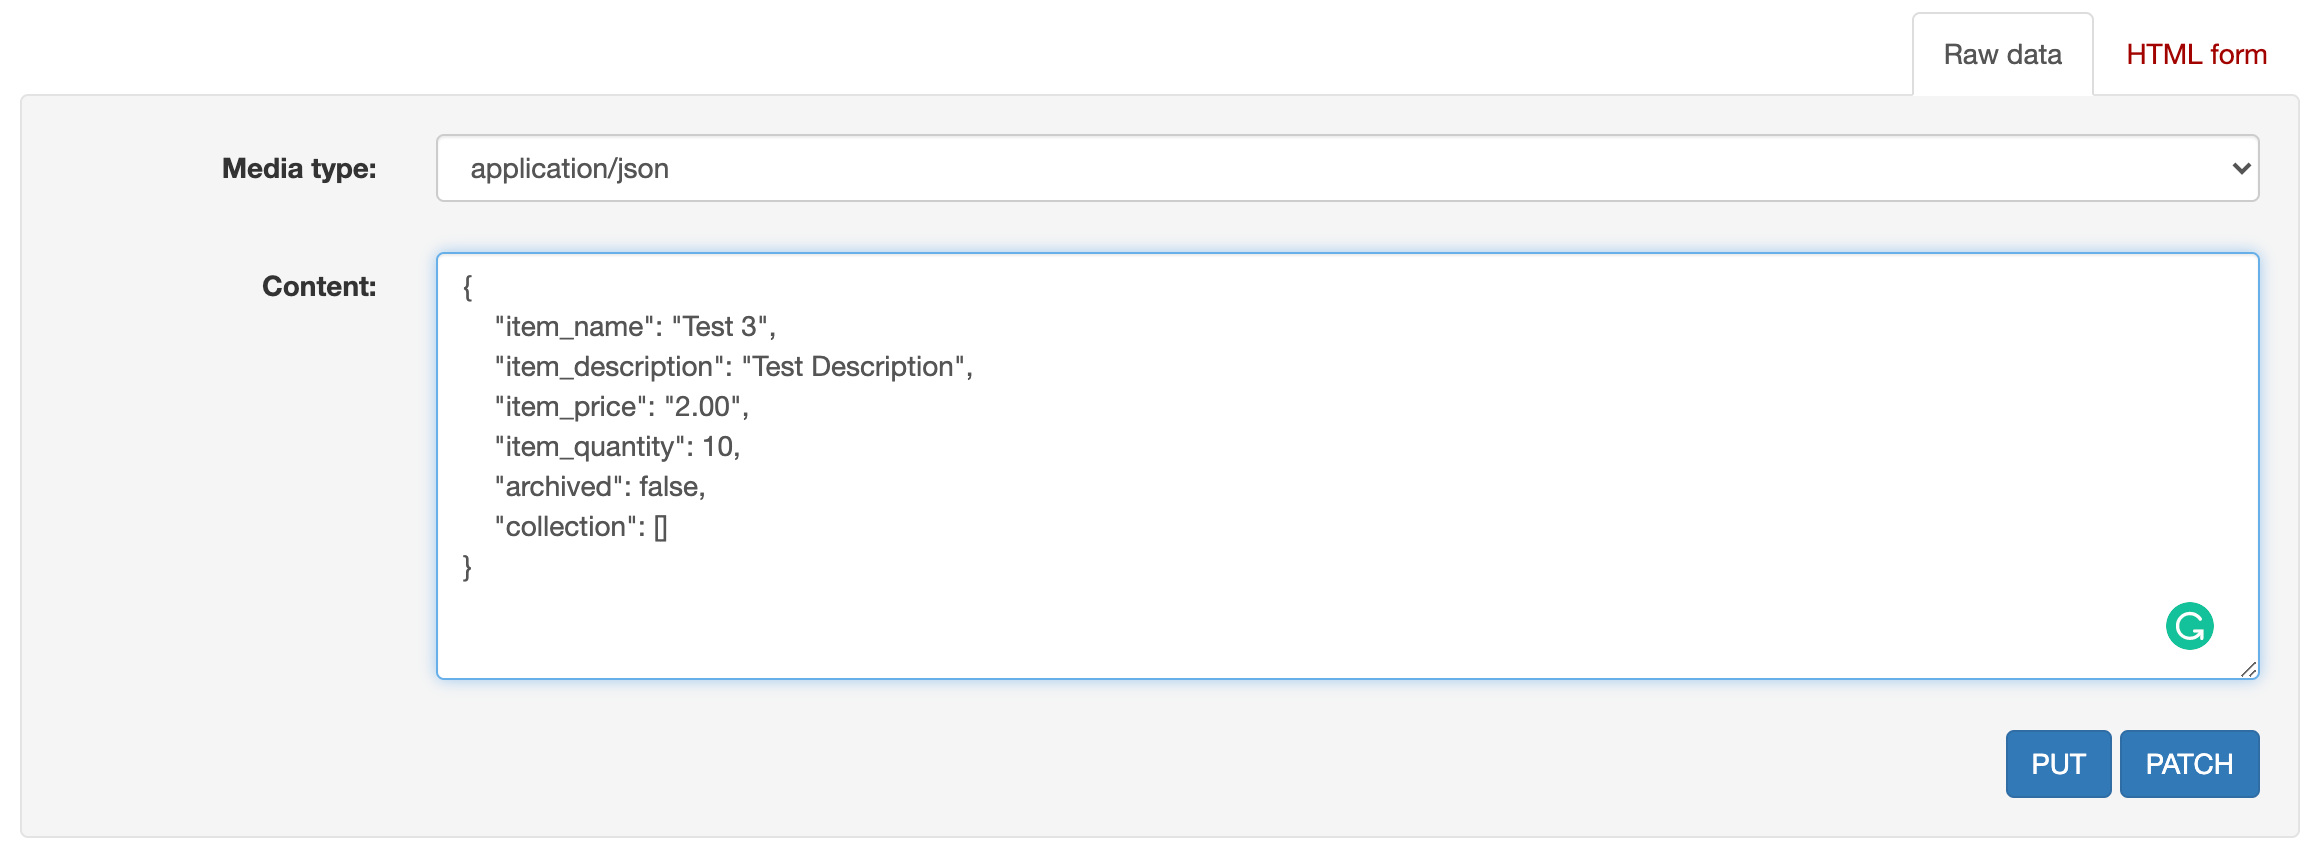 Raw data HTML form
Media type: application/json
Content: {
"item_name": "Test 3",
"item_description": "Test Description",
"item_price": "2.00",
"item_quantity": 10,
"archived": false,
"collection": []
}
PUT PATCH